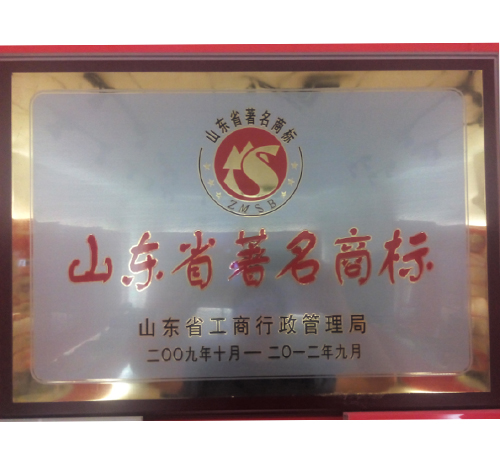 山东省著名商标
ZMSB
山东省著名商标
山东省工商行政管理局
二〇〇九年十月一二〇一二年九月